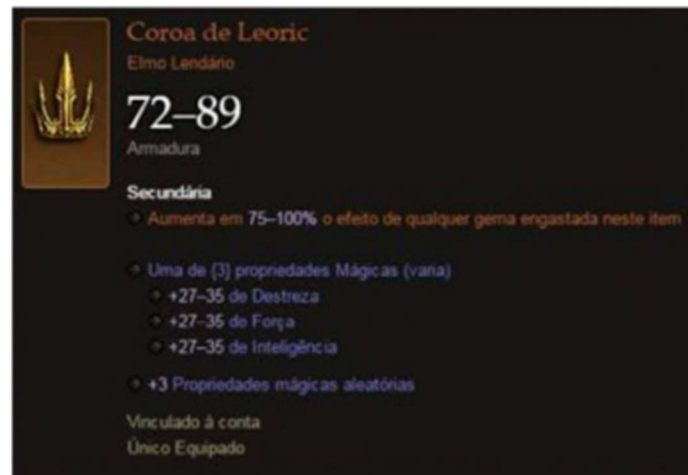 Coroa de Leoric
Elmo Lendário
72–89
Armadura
Secundária
Aumenta em 75–100% o efeito de qualquer gema engastada neste item
Uma de {3} propriedades Mágicas (varia)
+27–35 de Destreza
+27–35 de Força
+27–35 de Inteligência
+3 Propriedades mágicas aleatórias
Vinculado à conta
Único Equipado